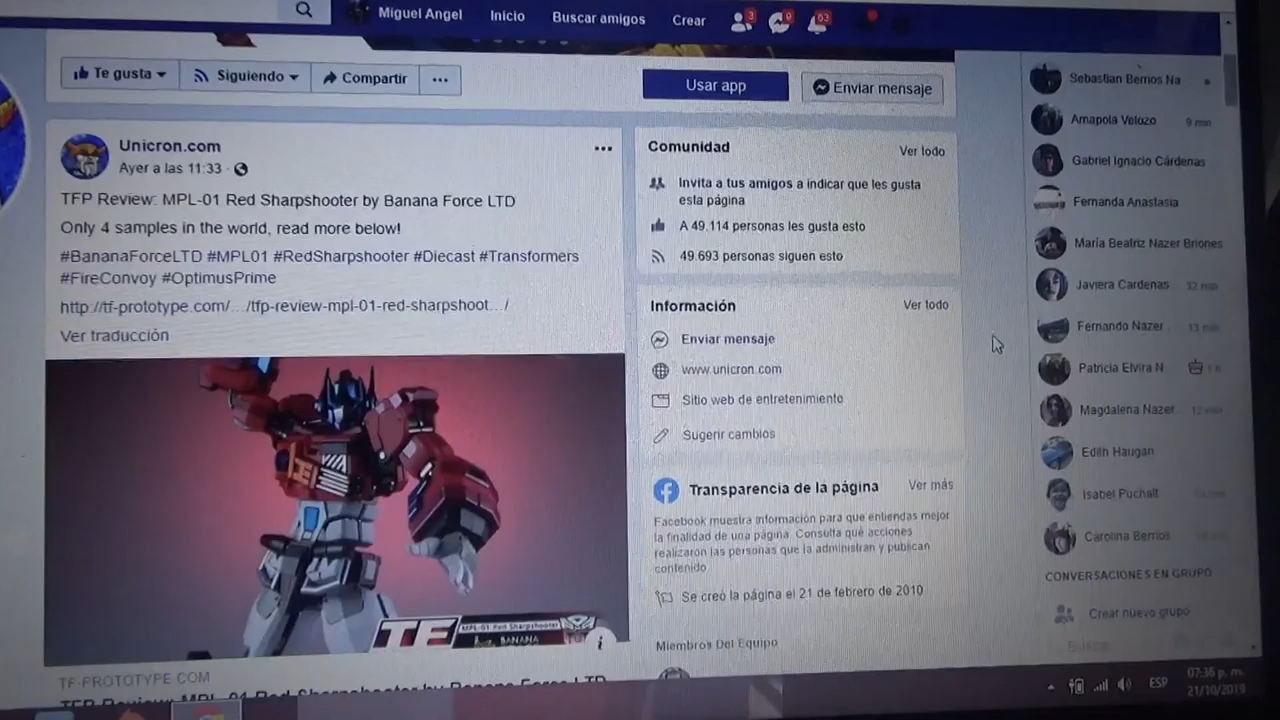 Miguel Angel
Inicio
Buscar amigos
Crear
3
9
63
Te gusta
Siguiendo
Compartir
Usar app
Enviar mensaje
Unicron.com
Ayer a las 11:33
TFP Review: MPL-01 Red Sharpshooter by Banana Force LTD
Only 4 samples in the world, read more below!
#BananaForceLTD #MPL01 #RedSharpshooter #Diecast #Transformers
#FireConvoy #OptimusPrime
http://tf-prototype.com/.../tfp-review-mpl-01-red-sharpshoot.../
Ver traducción
TF
MPL-01 Red Sharpshooter
BANANA
TF-PROTOTYPE.COM
TFP Review: MPL-01 Red Sharpshooter by Banana Force LTD
Comunidad
Ver todo
Invita a tus amigos a indicar que les gusta
esta página
A 49.114 personas les gusta esto
49.693 personas siguen esto
Información
Ver todo
Enviar mensaje
www.unicron.com
Sitio web de entretenimiento
Sugerir cambios
Transparencia de la página
Ver más
Facebook muestra información para que entiendas mejor
la finalidad de una página. Consulta qué acciones
realizaron las personas que la administran y publican
contenido
Se creó la página el 21 de febrero de 2010
Miembros Del Equipo
Sebastian Berrios Na
Amapola Velozo
9 min
Gabriel Ignacio Cárdenas
Fernanda Anastasia
María Beatriz Nazer Briones
Javiera Cardenas
32 min
Fernando Nazer
13 min
Patricia Elvira N
Magdalena Nazer
12 min
Edith Haugan
Isabel Puchalt
Carolina Berrios
CONVERSACIONES EN GRUPO
Crear nuevo grupo
Buscar
ESP
07:36 p. m.
21/10/2019